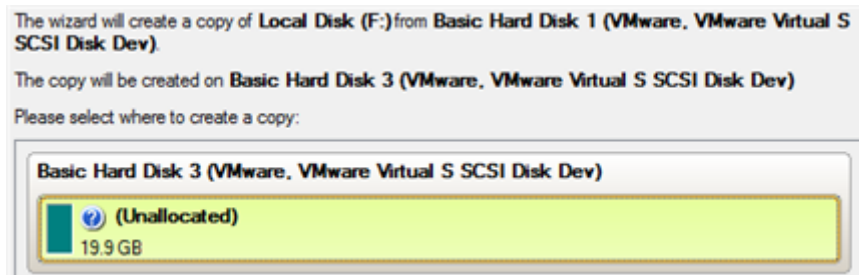 The wizard will create a copy of Local Disk (F:)from Basic Hard Disk 1 (VMware, VMware Virtual S
SCSI Disk Dev).
The copy will be created on Basic Hard Disk 3 (VMware, VMware Virtual S SCSI Disk Dev)
Please select where to create a copy:
Basic Hard Disk 3 (VMware, VMware Virtual S SCSI Disk Dev)
(Unallocated)
19.9 GB